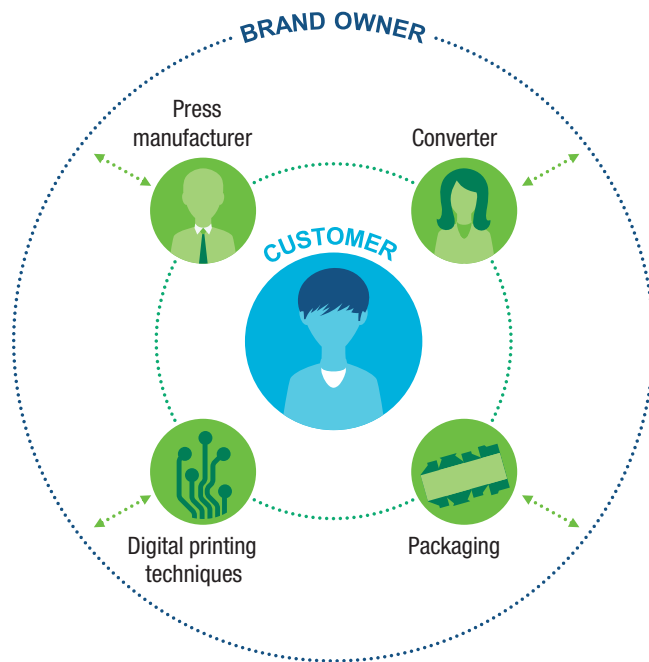 BRAND OWNER
Press
manufacturer
Converter
CUSTOMER
Digital printing
techniques
Packaging